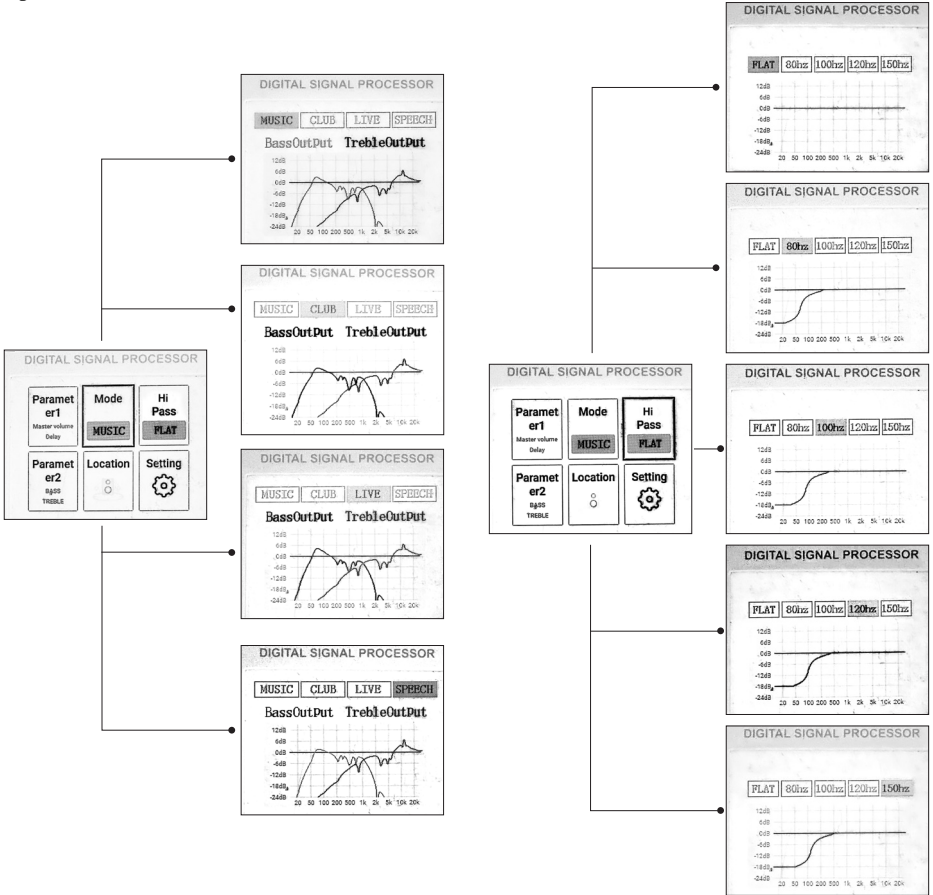 DIGITAL SIGNAL PROCESSOR
MUSIC CLUB LIVE SPEECH
BassOutPut TrebleOutPut
12dB
6dB
0dB
-6dB
-12dB
-18dB
-24dB
20 50 100 200 500 1k 2k 5k 10k 20k
DIGITAL SIGNAL PROCESSOR
MUSIC CLUB LIVE SPEECH
BassOutPut TrebleOutPut
12dB
6dB
0dB
-6dB
-12dB
-18dB
-24dB
20 50 100 200 500 1k 2k 5k 10k 20k
DIGITAL SIGNAL PROCESSOR
Paramet Mode Hi
er1 Pass
Master volume MUSIC FLAT
Delay
Paramet Location Setting
er2
BASS
TREBLE
DIGITAL SIGNAL PROCESSOR
MUSIC CLUB LIVE SPEECH
BassOutPut TrebleOutPut
12dB
6dB
0dB
-6dB
-12dB
-18dB
-24dB
20 50 100 200 500 1k 2k 5k 10k 20k
DIGITAL SIGNAL PROCESSOR
MUSIC CLUB LIVE SPEECH
BassOutPut TrebleOutPut
12dB
6dB
0dB
-6dB
-12dB
-18dB
-24dB
20 50 100 200 500 1k 2k 5k 10k 20k
DIGITAL SIGNAL PROCESSOR
Paramet Mode Hi
er1 Pass
Master volume MUSIC FLAT
Delay
Paramet Location Setting
er2
BASS
TREBLE
DIGITAL SIGNAL PROCESSOR
FLAT 80hz 100hz 120hz 150hz
12dB
6dB
0dB
-6dB
-12dB
-18dB
-24dB
20 50 100 200 500 1k 2k 5k 10k 20k
DIGITAL SIGNAL PROCESSOR
FLAT 80hz 100hz 120hz 150hz
12dB
6dB
0dB
-6dB
-12dB
-18dB
-24dB
20 50 100 200 500 1k 2k 5k 10k 20k
DIGITAL SIGNAL PROCESSOR
FLAT 80hz 100hz 120hz 150hz
12dB
6dB
0dB
-6dB
-12dB
-18dB
-24dB
20 50 100 200 500 1k 2k 5k 10k 20k
DIGITAL SIGNAL PROCESSOR
FLAT 80hz 100hz 120hz 150hz
12dB
6dB
0dB
-6dB
-12dB
-18dB
-24dB
20 50 100 200 500 1k 2k 5k 10k 20k
DIGITAL SIGNAL PROCESSOR
FLAT 80hz 100hz 120hz 150hz
12dB
6dB
0dB
-6dB
-12dB
-18dB
-24dB
20 50 100 200 500 1k 2k 5k 10k 20k